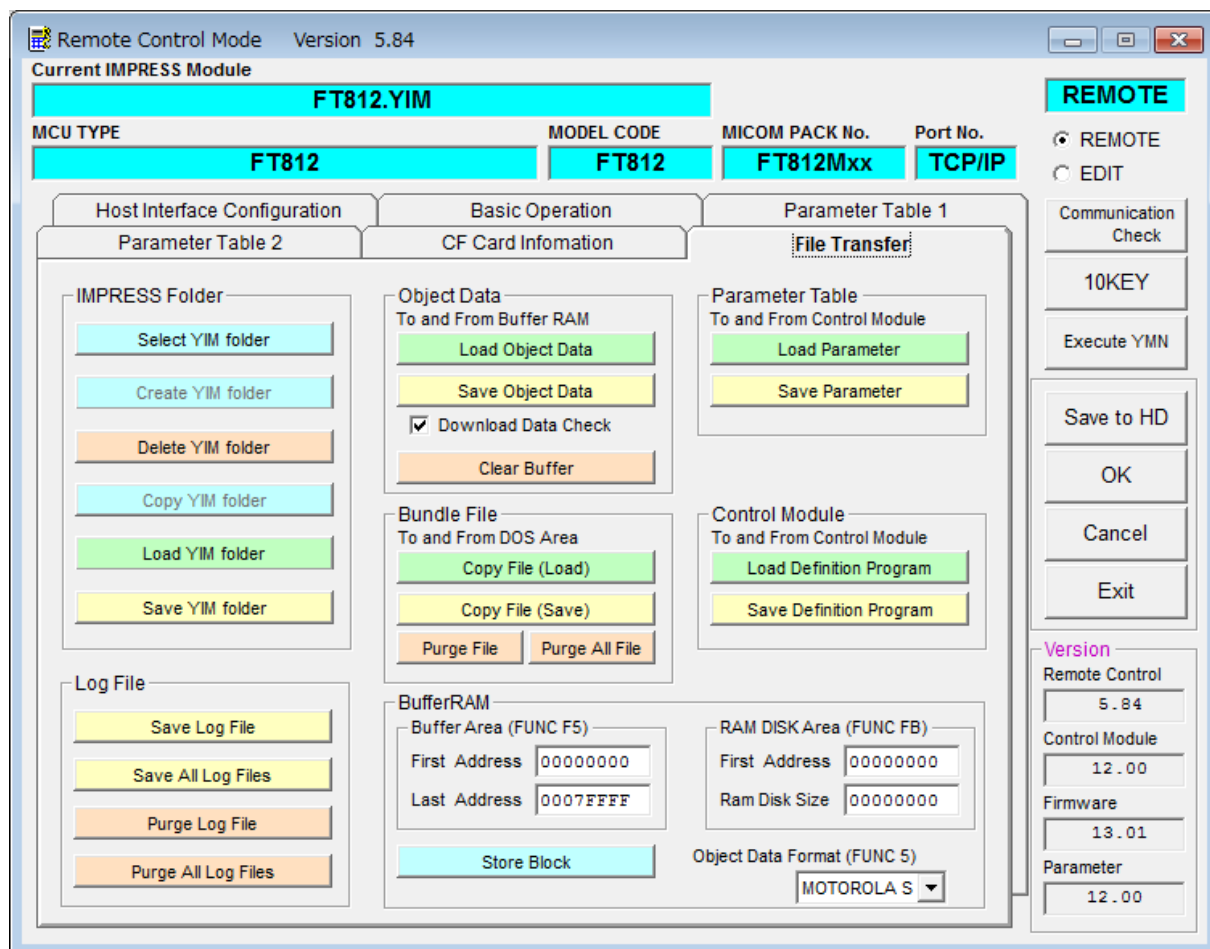 Remote Control Mode Version 5.84
Current IMPRESS Module
FT812.YIM
REMOTE
MCU TYPE
MODEL CODE
MICOM PACK No.
Port No.
FT812
FT812
FT812Mxx
TCP/IP
REMOTE
EDIT
Host Interface Configuration
Basic Operation
Parameter Table 1
Parameter Table 2
CF Card Infomation
File Transfer
IMPRESS Folder
Select YIM folder
Create YIM folder
Delete YIM folder
Copy YIM folder
Load YIM folder
Save YIM folder
Log File
Save Log File
Save All Log Files
Purge Log File
Purge All Log Files
Object Data
To and From Buffer RAM
Load Object Data
Save Object Data
Download Data Check
Clear Buffer
Bundle File
To and From DOS Area
Copy File (Load)
Copy File (Save)
Purge File
Purge All File
Parameter Table
To and From Control Module
Load Parameter
Save Parameter
Control Module
To and From Control Module
Load Definition Program
Save Definition Program
BufferRAM
Buffer Area (FUNC F5)
First Address 00000000
Last Address 0007FFFF
RAM DISK Area (FUNC FB)
First Address 00000000
Ram Disk Size 00000000
Store Block
Object Data Format (FUNC 5)
MOTOROLA S
Communication
Check
10KEY
Execute YMN
Save to HD
OK
Cancel
Exit
Version
Remote Control
5.84
Control Module
12.00
Firmware
13.01
Parameter
12.00